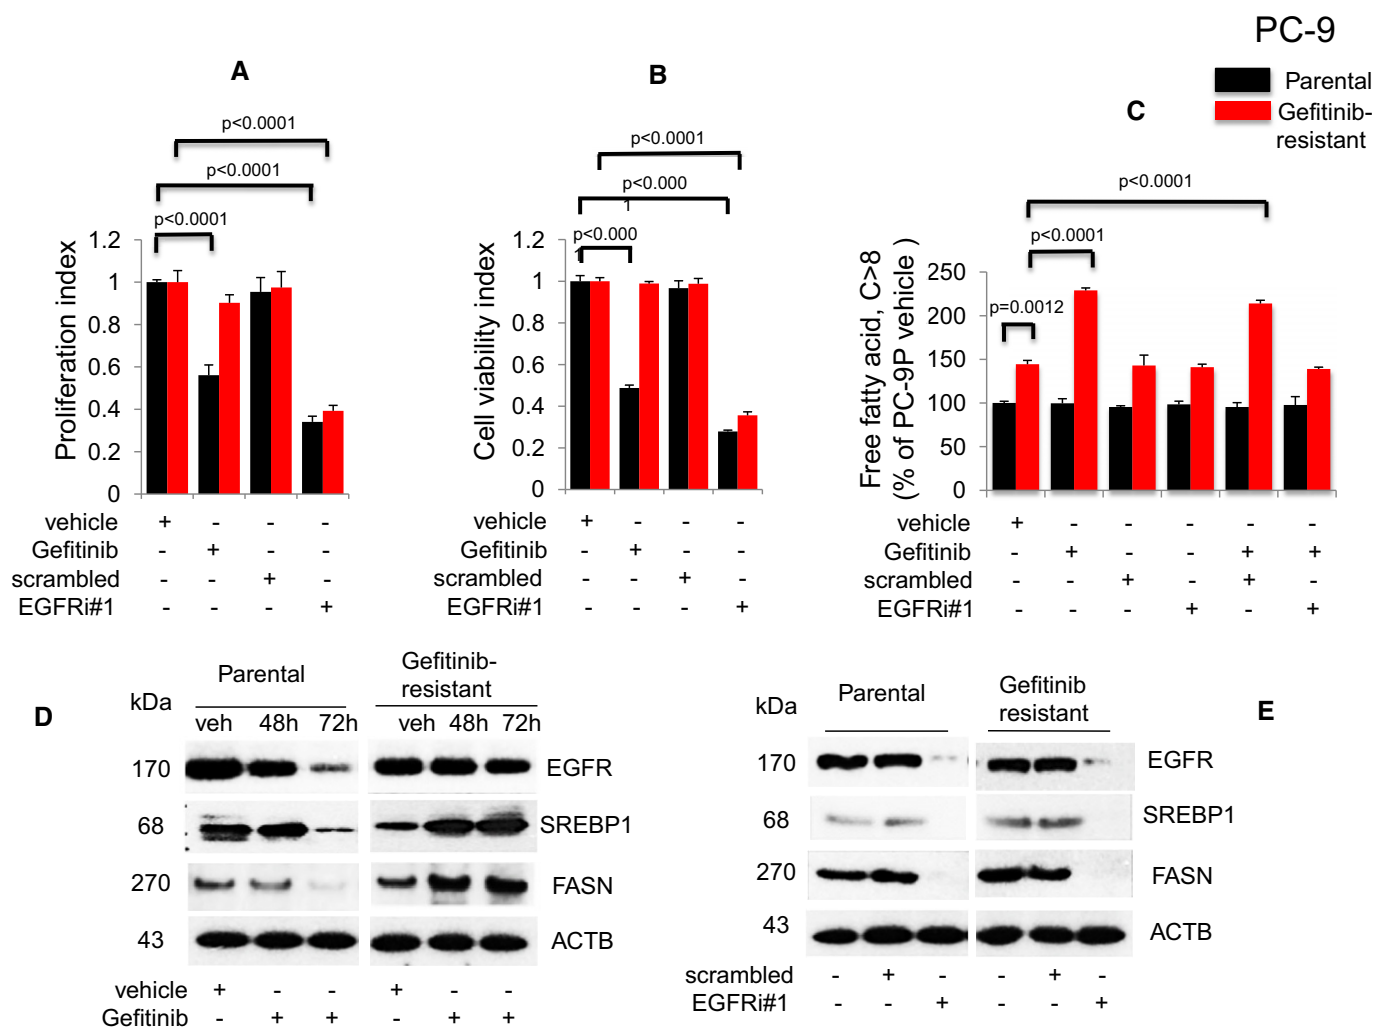 PC-9
Parental
Gefitinib-
resistant
A
p<0.0001
p<0.0001
p<0.0001
Proliferation index
1.2
1
0.8
0.6
0.4
0.2
0
vehicle + - - -
Gefitinib - + - -
scrambled - - + -
EGFRi#1 - - - +
B
p<0.0001
p<0.000
1
p<0.000
1
Cell viability index
1.2
1
0.8
0.6
0.4
0.2
0
vehicle + - - -
Gefitinib - + - -
scrambled - - + -
EGFRi#1 - - - +
C
p<0.0001
p<0.0001
p=0.0012
Free fatty acid, C>8
(% of PC-9P vehicle )
250
200
150
100
50
0
vehicle + - - - - -
Gefitinib - + - - + +
scrambled - - + - + -
EGFRi#1 - - - + - +
D
kDa
Parental
Gefitinib-
resistant
veh 48h 72h veh 48h 72h
170 EGFR
68 SREBP1
270 FASN
43 ACTB
vehicle + - - + - -
Gefitinib - + + - + +
E
kDa
Parental
Gefitinib
resistant
170 EGFR
68 SREBP1
270 FASN
43 ACTB
scrambled - + - - + -
EGFRi#1 - - + - - +